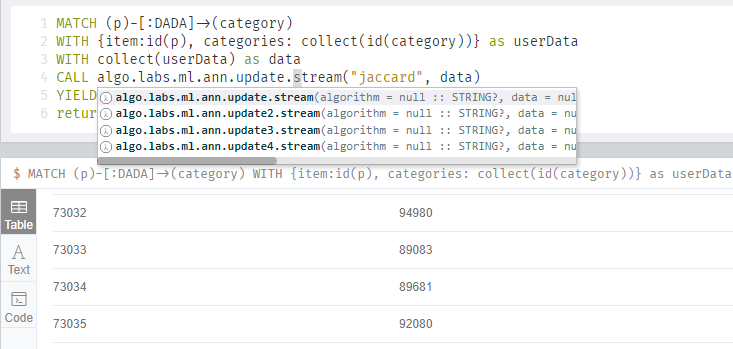 1 MATCH (p)-[:DADA]→(category)
2 WITH {item:id(p), categories: collect(id(category))} as userData
3 WITH collect(userData) as data
4 CALL algo.labs.ml.ann.update.stream("jaccard", data)
5 YIELD
6 retur
algo.labs.ml.ann.update.stream(algorithm = null :: STRING?, data = nul
algo.labs.ml.ann.update2.stream(algorithm = null :: STRING?, data = nu
algo.labs.ml.ann.update3.stream(algorithm = null :: STRING?, data = nu
algo.labs.ml.ann.update4.stream(algorithm = null :: STRING?, data = nu
$ MATCH (p)-[:DADA]→(category) WITH {item:id(p), categories: collect(id(category))} as userData
Table
Text
Code
73032 94980
73033 89083
73034 89681
73035 92080